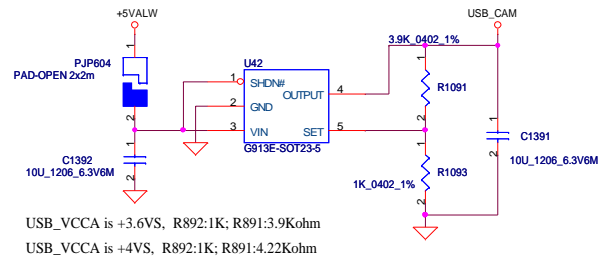 +5VALW
USB_CAM
PJP604
PAD-OPEN 2x2m
1
2
U42
3.9K_0402_1%
1
SHDN#
OUTPUT
4
2
GND
3
VIN
SET
5
G913E-SOT23-5
1
R1091
2
1
C1391
2
10U_1206_6.3V6M
C1392
1
2
10U_1206_6.3V6M
1
R1093
2
1K_0402_1%
USB_VCCA is +3.6VS, R892:1K; R891:3.9Kohm
USB_VCCA is +4VS, R892:1K; R891:4.22Kohm